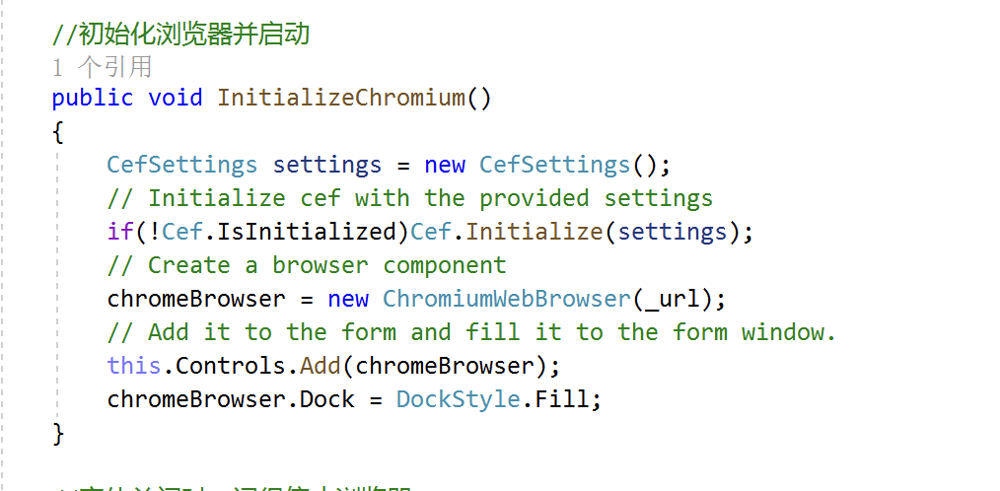 //初始化浏览器并启动
1 个引用
public void InitializeChromium()
{
CefSettings settings = new CefSettings();
// Initialize cef with the provided settings
if(!Cef.IsInitialized)Cef.Initialize(settings);
// Create a browser component
chromeBrowser = new ChromiumWebBrowser(_url);
// Add it to the form and fill it to the form window.
this.Controls.Add(chromeBrowser);
chromeBrowser.Dock = DockStyle.Fill;
}